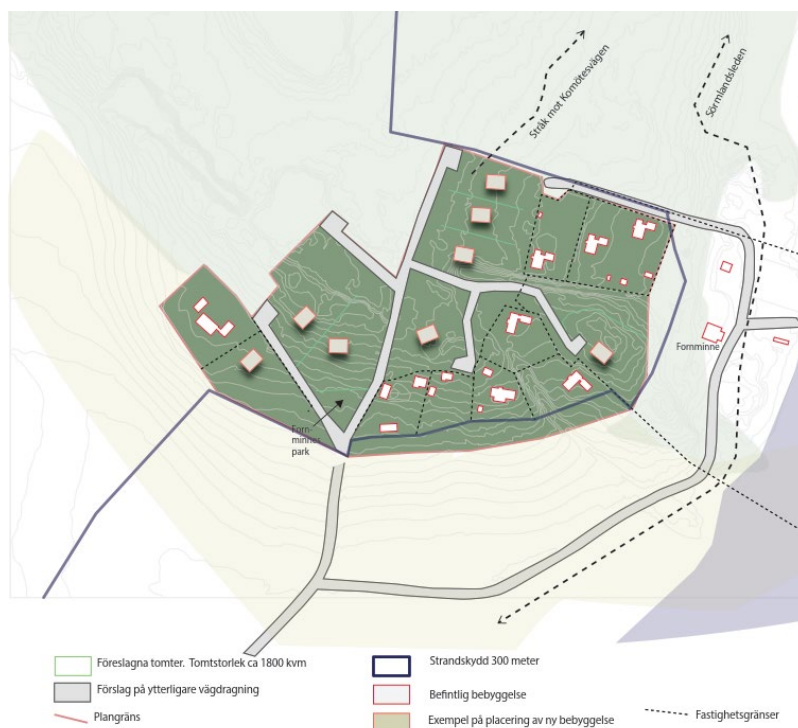 Stråk mot Komötesvägen
Sörmlandsleden
Fornminne
Forn-
minnes
park
Föreslagna tomter. Tomtstorlek ca 1800 kvm
Förslag på ytterligare vägdragning
Plangräns
Strandskydd 300 meter
Befintlig bebyggelse
Exempel på placering av ny bebyggelse
Fastighetsgränser